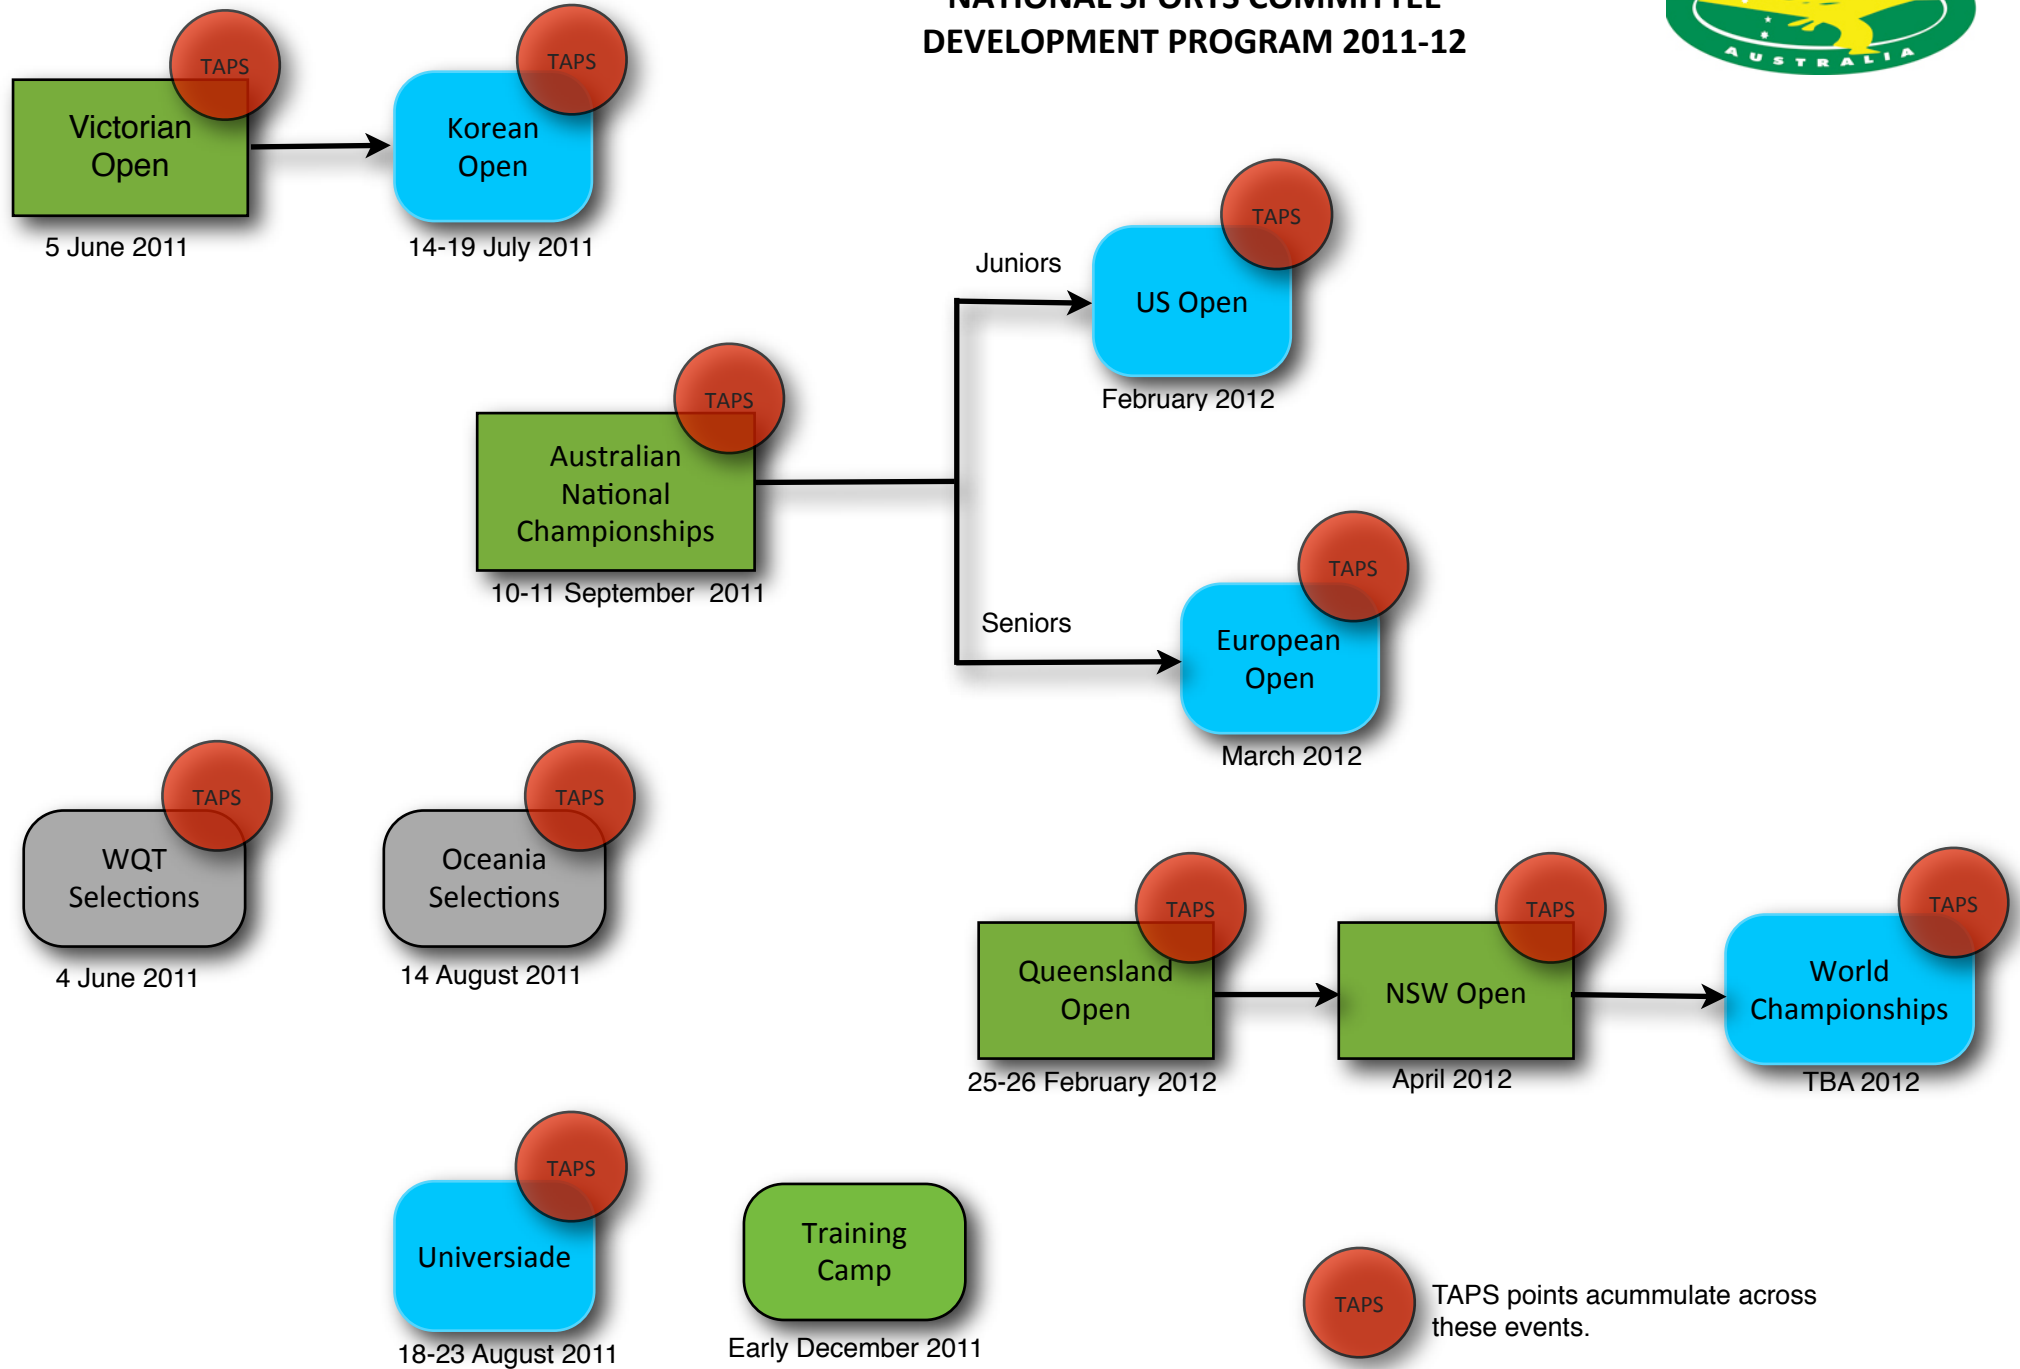 NATIONAL SPORTS COMMITTEE
DEVELOPMENT PROGRAM 2011-12
AUSTRALIA
TAPS
Victorian
Open
5 June 2011
TAPS
Korean
Open
14-19 July 2011
Juniors
TAPS
US Open
February 2012
TAPS
Australian
National
Championships
10-11 September 2011
Seniors
TAPS
European
Open
March 2012
TAPS
WQT
Selections
4 June 2011
TAPS
Oceania
Selections
14 August 2011
TAPS
Queensland
Open
25-26 February 2012
TAPS
NSW Open
April 2012
TAPS
World
Championships
TBA 2012
TAPS
Universiade
18-23 August 2011
Training
Camp
Early December 2011
TAPS
TAPS points acummulate across
these events.